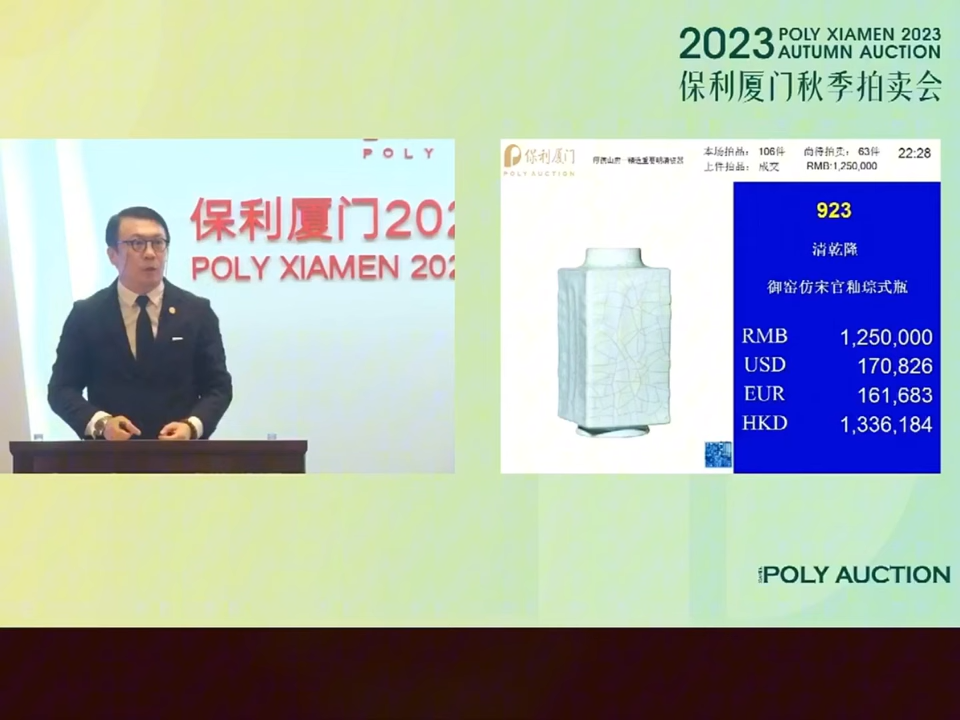 2023 POLY XIAMEN 2023
AUTUMN AUCTION
保利厦门秋季拍卖会
POLY
保利厦门202
POLY XIAMEN 202
保利厦门
POLY AUCTION
本场拍品: 106件 尚待拍卖: 63件
上件拍品: 成交 RMB:1,250,000
22:28
923
清乾隆
御窑仿宋官釉琮式瓶
RMB 1,250,000
USD 170,826
EUR 161,683
HKD 1,336,184
POLY AUCTION